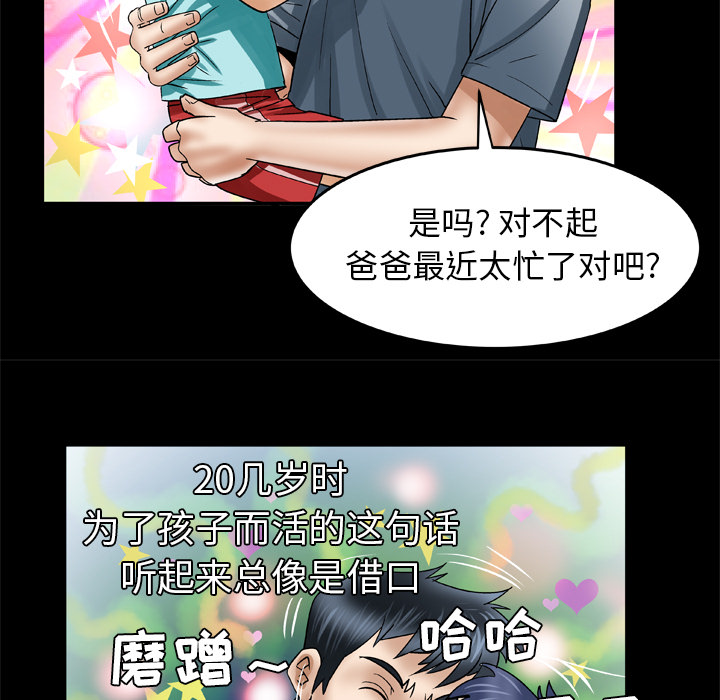 是吗? 对不起
爸爸最近太忙了对吧?
20几岁时
为了孩子而活的这句话
听起来总像是借口
哈哈
磨蹭~